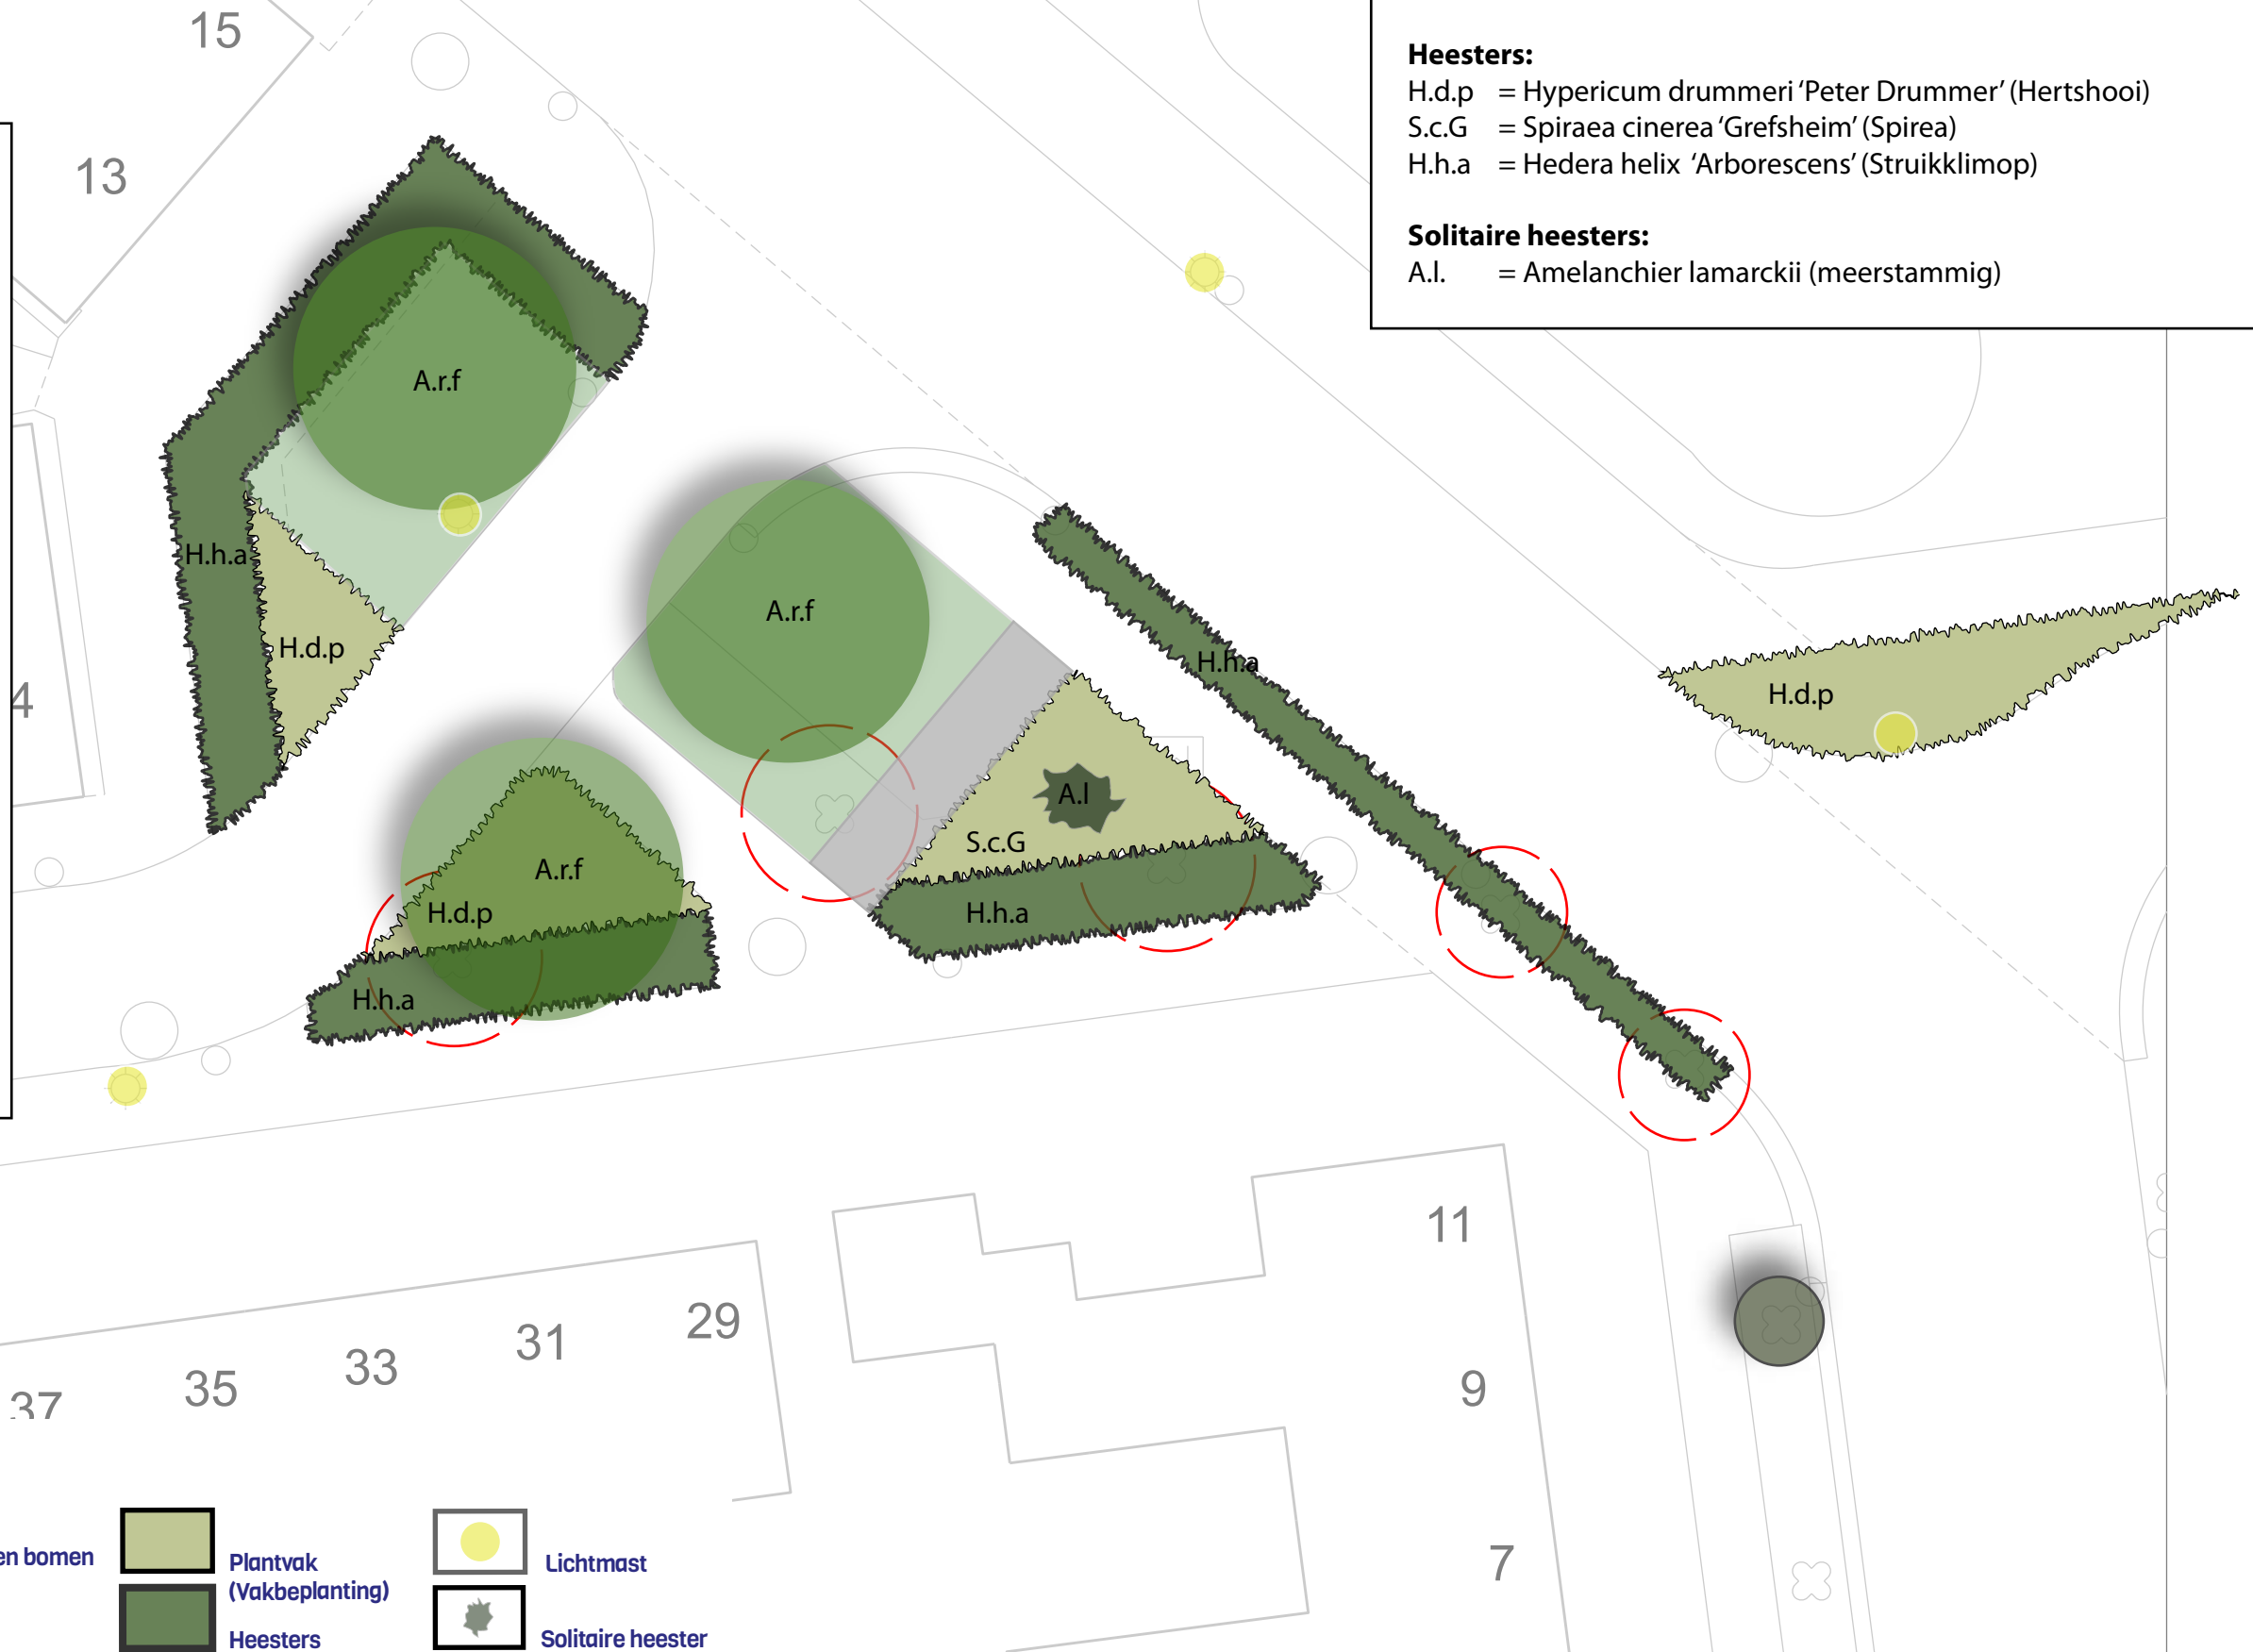 Heesters:
H.d.p = Hypericum drummeri ‘Peter Drummer’ (Hertshooi)
S.c.G = Spiraea cinerea ‘Grefsheim’ (Spirea)
H.h.a = Hedera helix ‘Arborescens’ (Struikklimop)
Solitaire heesters:
A.l. = Amelanchier lamarckii (meerstammig)
15
13
A.r.f
H.h.a
H.d.p
4
A.r.f
H.h.a
H.d.p
A.l
S.c.G
H.h.a
A.r.f
H.d.p
H.h.a
11
29
31
33
35
37
9
7
en bomen
Plantvak
(Vakbeplanting)
Heesters
Lichtmast
Solitaire heester